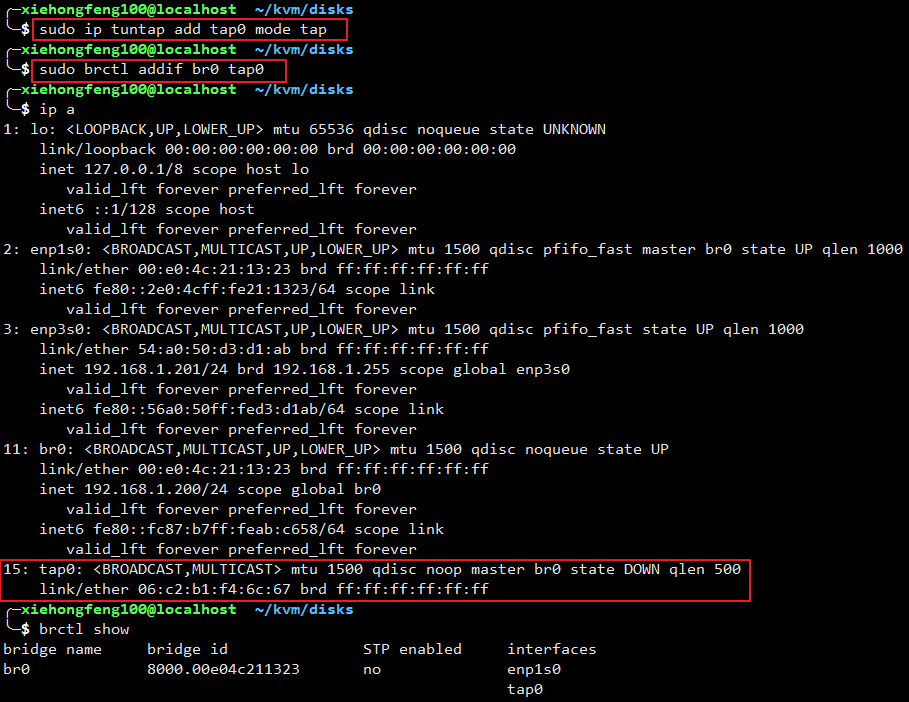 ╭─xiehongfeng100@localhost ~/kvm/disks
╰─$ sudo ip tuntap add tap0 mode tap
╭─xiehongfeng100@localhost ~/kvm/disks
╰─$ sudo brctl addif br0 tap0
╭─xiehongfeng100@localhost ~/kvm/disks
╰─$ ip a
1: lo: <LOOPBACK,UP,LOWER_UP> mtu 65536 qdisc noqueue state UNKNOWN
    link/loopback 00:00:00:00:00:00 brd 00:00:00:00:00:00
    inet 127.0.0.1/8 scope host lo
       valid_lft forever preferred_lft forever
    inet6 ::1/128 scope host
       valid_lft forever preferred_lft forever
2: enp1s0: <BROADCAST,MULTICAST,UP,LOWER_UP> mtu 1500 qdisc pfifo_fast master br0 state UP qlen 1000
    link/ether 00:e0:4c:21:13:23 brd ff:ff:ff:ff:ff:ff
    inet6 fe80::2e0:4cff:fe21:1323/64 scope link
       valid_lft forever preferred_lft forever
3: enp3s0: <BROADCAST,MULTICAST,UP,LOWER_UP> mtu 1500 qdisc pfifo_fast state UP qlen 1000
    link/ether 54:a0:50:d3:d1:ab brd ff:ff:ff:ff:ff:ff
    inet 192.168.1.201/24 brd 192.168.1.255 scope global enp3s0
       valid_lft forever preferred_lft forever
    inet6 fe80::56a0:50ff:fed3:d1ab/64 scope link
       valid_lft forever preferred_lft forever
11: br0: <BROADCAST,MULTICAST,UP,LOWER_UP> mtu 1500 qdisc noqueue state UP
    link/ether 00:e0:4c:21:13:23 brd ff:ff:ff:ff:ff:ff
    inet 192.168.1.200/24 scope global br0
       valid_lft forever preferred_lft forever
    inet6 fe80::fc87:b7ff:feab:c658/64 scope link
       valid_lft forever preferred_lft forever
15: tap0: <BROADCAST,MULTICAST> mtu 1500 qdisc noop master br0 state DOWN qlen 500
    link/ether 06:c2:b1:f4:6c:67 brd ff:ff:ff:ff:ff:ff
╭─xiehongfeng100@localhost ~/kvm/disks
╰─$ brctl show
bridge name     bridge id               STP enabled     interfaces
br0             8000.00e04c211323       no              enp1s0
                                                        tap0